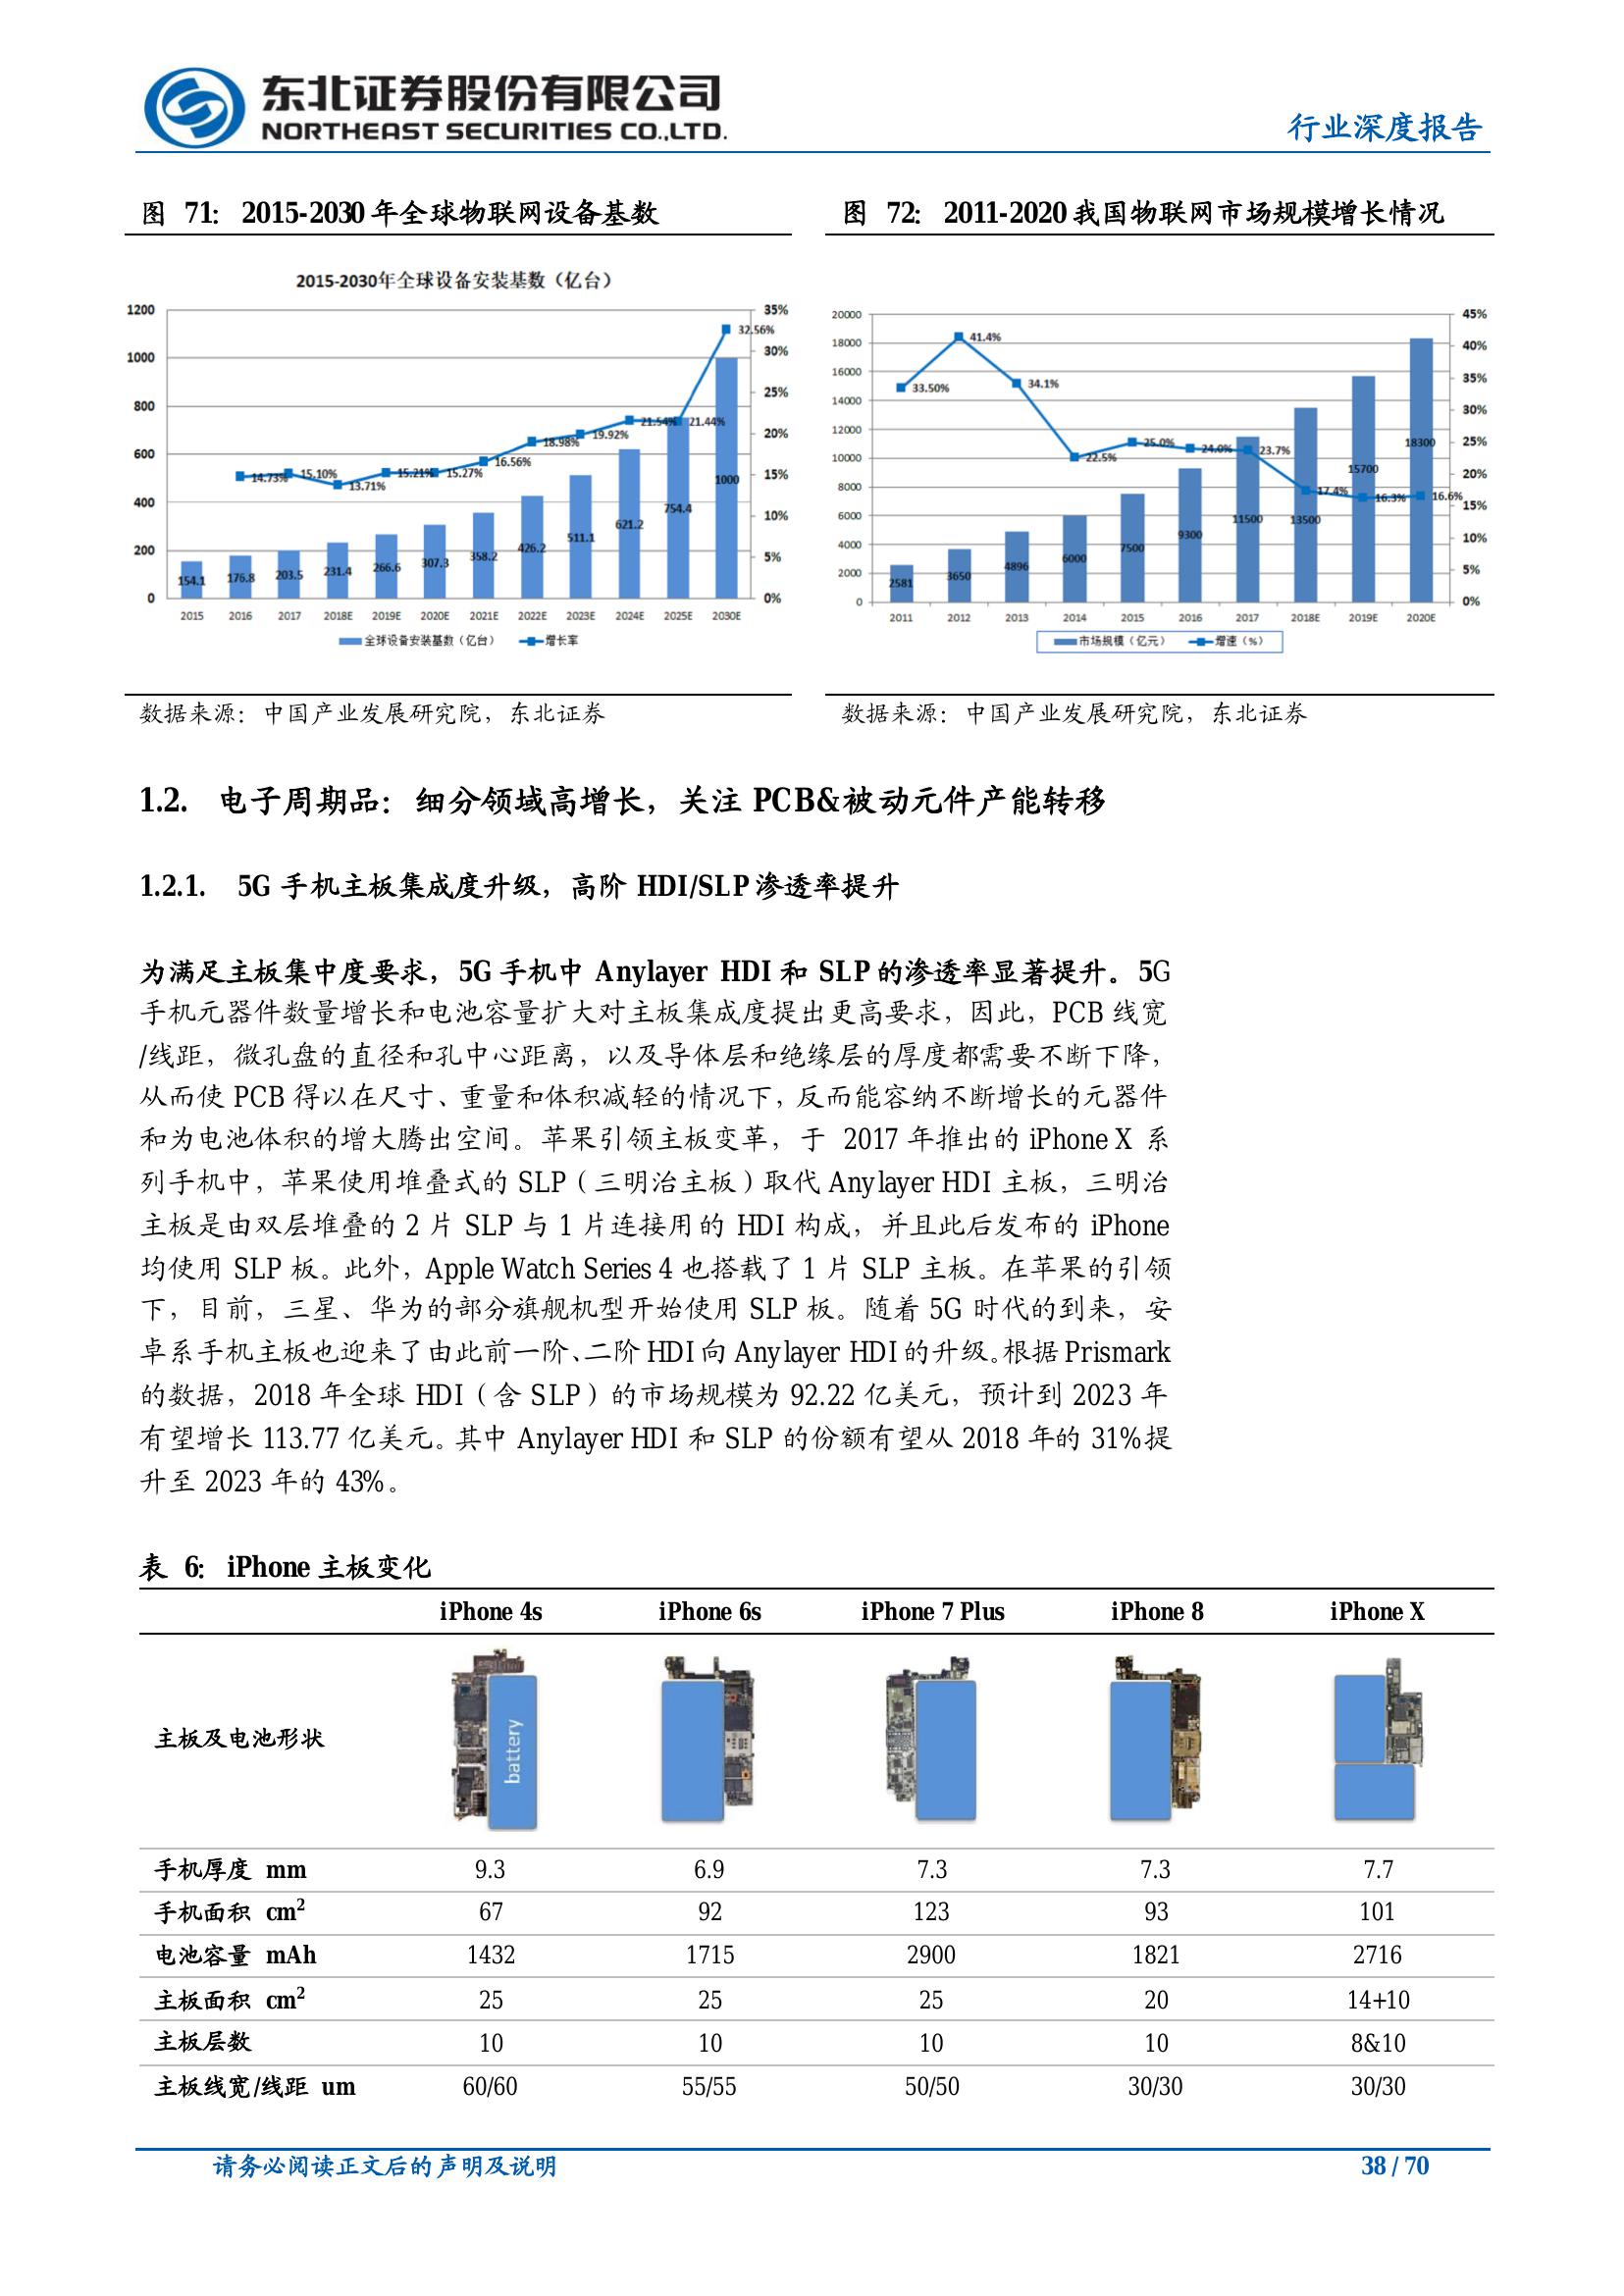 东北证券股份有限公司
NORTHEAST SECURITIES CO.,LTD.
行业深度报告
图 71： 2015-2030 年全球物联网设备基数
2015-2030年全球设备安装基数（亿台）
1200
1000
800
600
400
200
0
35%
30%
25%
20%
15%
10%
5%
0%
14.73%
15.10%
13.71%
15.21%
15.27%
16.56%
18.98%
19.92%
21.54%
21.44%
32.56%
154.1
176.8
203.5
231.4
266.6
307.3
358.2
426.2
511.1
621.2
754.4
1000
2015 2016 2017 2018E 2019E 2020E 2021E 2022E 2023E 2024E 2025E 2030E
全球设备安装基数（亿台） 增长率
数据来源：中国产业发展研究院，东北证券
图 72： 2011-2020 我国物联网市场规模增长情况
20000
18000
16000
14000
12000
10000
8000
6000
4000
2000
0
45%
40%
35%
30%
25%
20%
15%
10%
5%
0%
33.50%
41.4%
34.1%
22.5%
25.0%
24.0%
23.7%
17.4%
16.3%
16.6%
2581
3650
4896
6000
7500
9300
11500
13500
15700
18300
2011 2012 2013 2014 2015 2016 2017 2018E 2019E 2020E
市场规模（亿元） 增速（%）
数据来源：中国产业发展研究院，东北证券
1.2. 电子周期品：细分领域高增长，关注 PCB&被动元件产能转移
1.2.1. 5G 手机主板集成度升级，高阶 HDI/SLP 渗透率提升
为满足主板集中度要求，5G 手机中 Anylayer HDI 和 SLP 的渗透率显著提升。5G
手机元器件数量增长和电池容量扩大对主板集成度提出更高要求，因此，PCB 线宽
/线距，微孔盘的直径和孔中心距离，以及导体层和绝缘层的厚度都需要不断下降，
从而使 PCB 得以在尺寸、重量和体积减轻的情况下，反而能容纳不断增长的元器件
和为电池体积的增大腾出空间。苹果引领主板变革，于 2017 年推出的 iPhone X 系
列手机中，苹果使用堆叠式的 SLP（三明治主板）取代 Anylayer HDI 主板，三明治
主板是由双层堆叠的 2 片 SLP 与 1 片连接用的 HDI 构成，并且此后发布的 iPhone
均使用 SLP 板。此外，Apple Watch Series 4 也搭载了 1 片 SLP 主板。在苹果的引领
下，目前，三星、华为的部分旗舰机型开始使用 SLP 板。随着 5G 时代的到来，安
卓系手机主板也迎来了由此前一阶、二阶 HDI 向 Anylayer HDI 的升级。根据 Prismark
的数据，2018 年全球 HDI（含 SLP）的市场规模为 92.22 亿美元，预计到 2023 年
有望增长 113.77 亿美元。其中 Anylayer HDI 和 SLP 的份额有望从 2018 年的 31%提
升至 2023 年的 43%。
表 6： iPhone 主板变化
iPhone 4s iPhone 6s iPhone 7 Plus iPhone 8 iPhone X
主板及电池形状
battery
手机厚度 mm 9.3 6.9 7.3 7.3 7.7
手机面积 cm² 67 92 123 93 101
电池容量 mAh 1432 1715 2900 1821 2716
主板面积 cm² 25 25 25 20 14+10
主板层数 10 10 10 10 8&10
主板线宽/线距 um 60/60 55/55 50/50 30/30 30/30
请务必阅读正文后的声明及说明
38 / 70